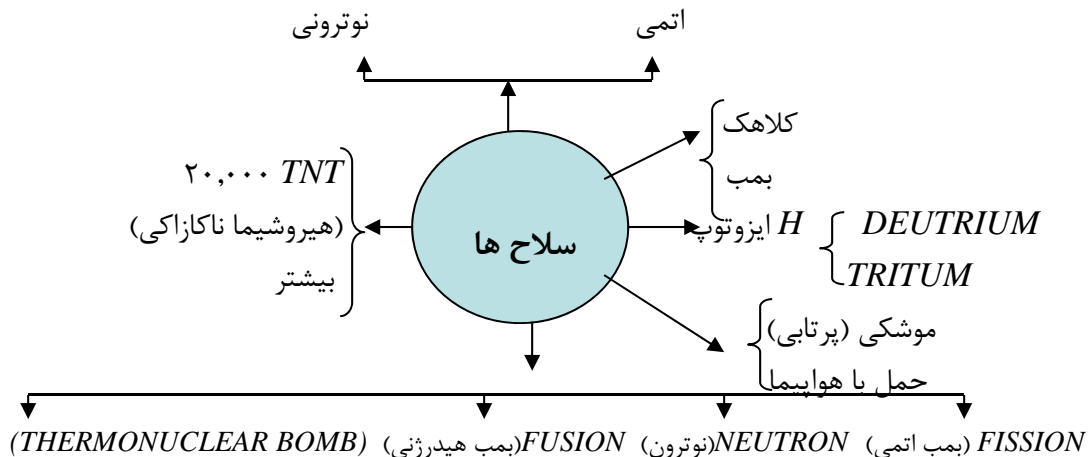 اتمی
نوترونی
کلاهک
بمب
۲۰,۰۰۰ TNT
(هیروشیما ناکازاکی)
بیشتر
سلاح ها
ایزوتوپ H
DEUTRIUM
TRITUM
موشکی (پرتابی)
حمل با هواپیما
FISSION (بمب اتمی) NEUTRON (نوترون) FUSION (بمب هیدرژنی) (THERMONUCLEAR BOMB)